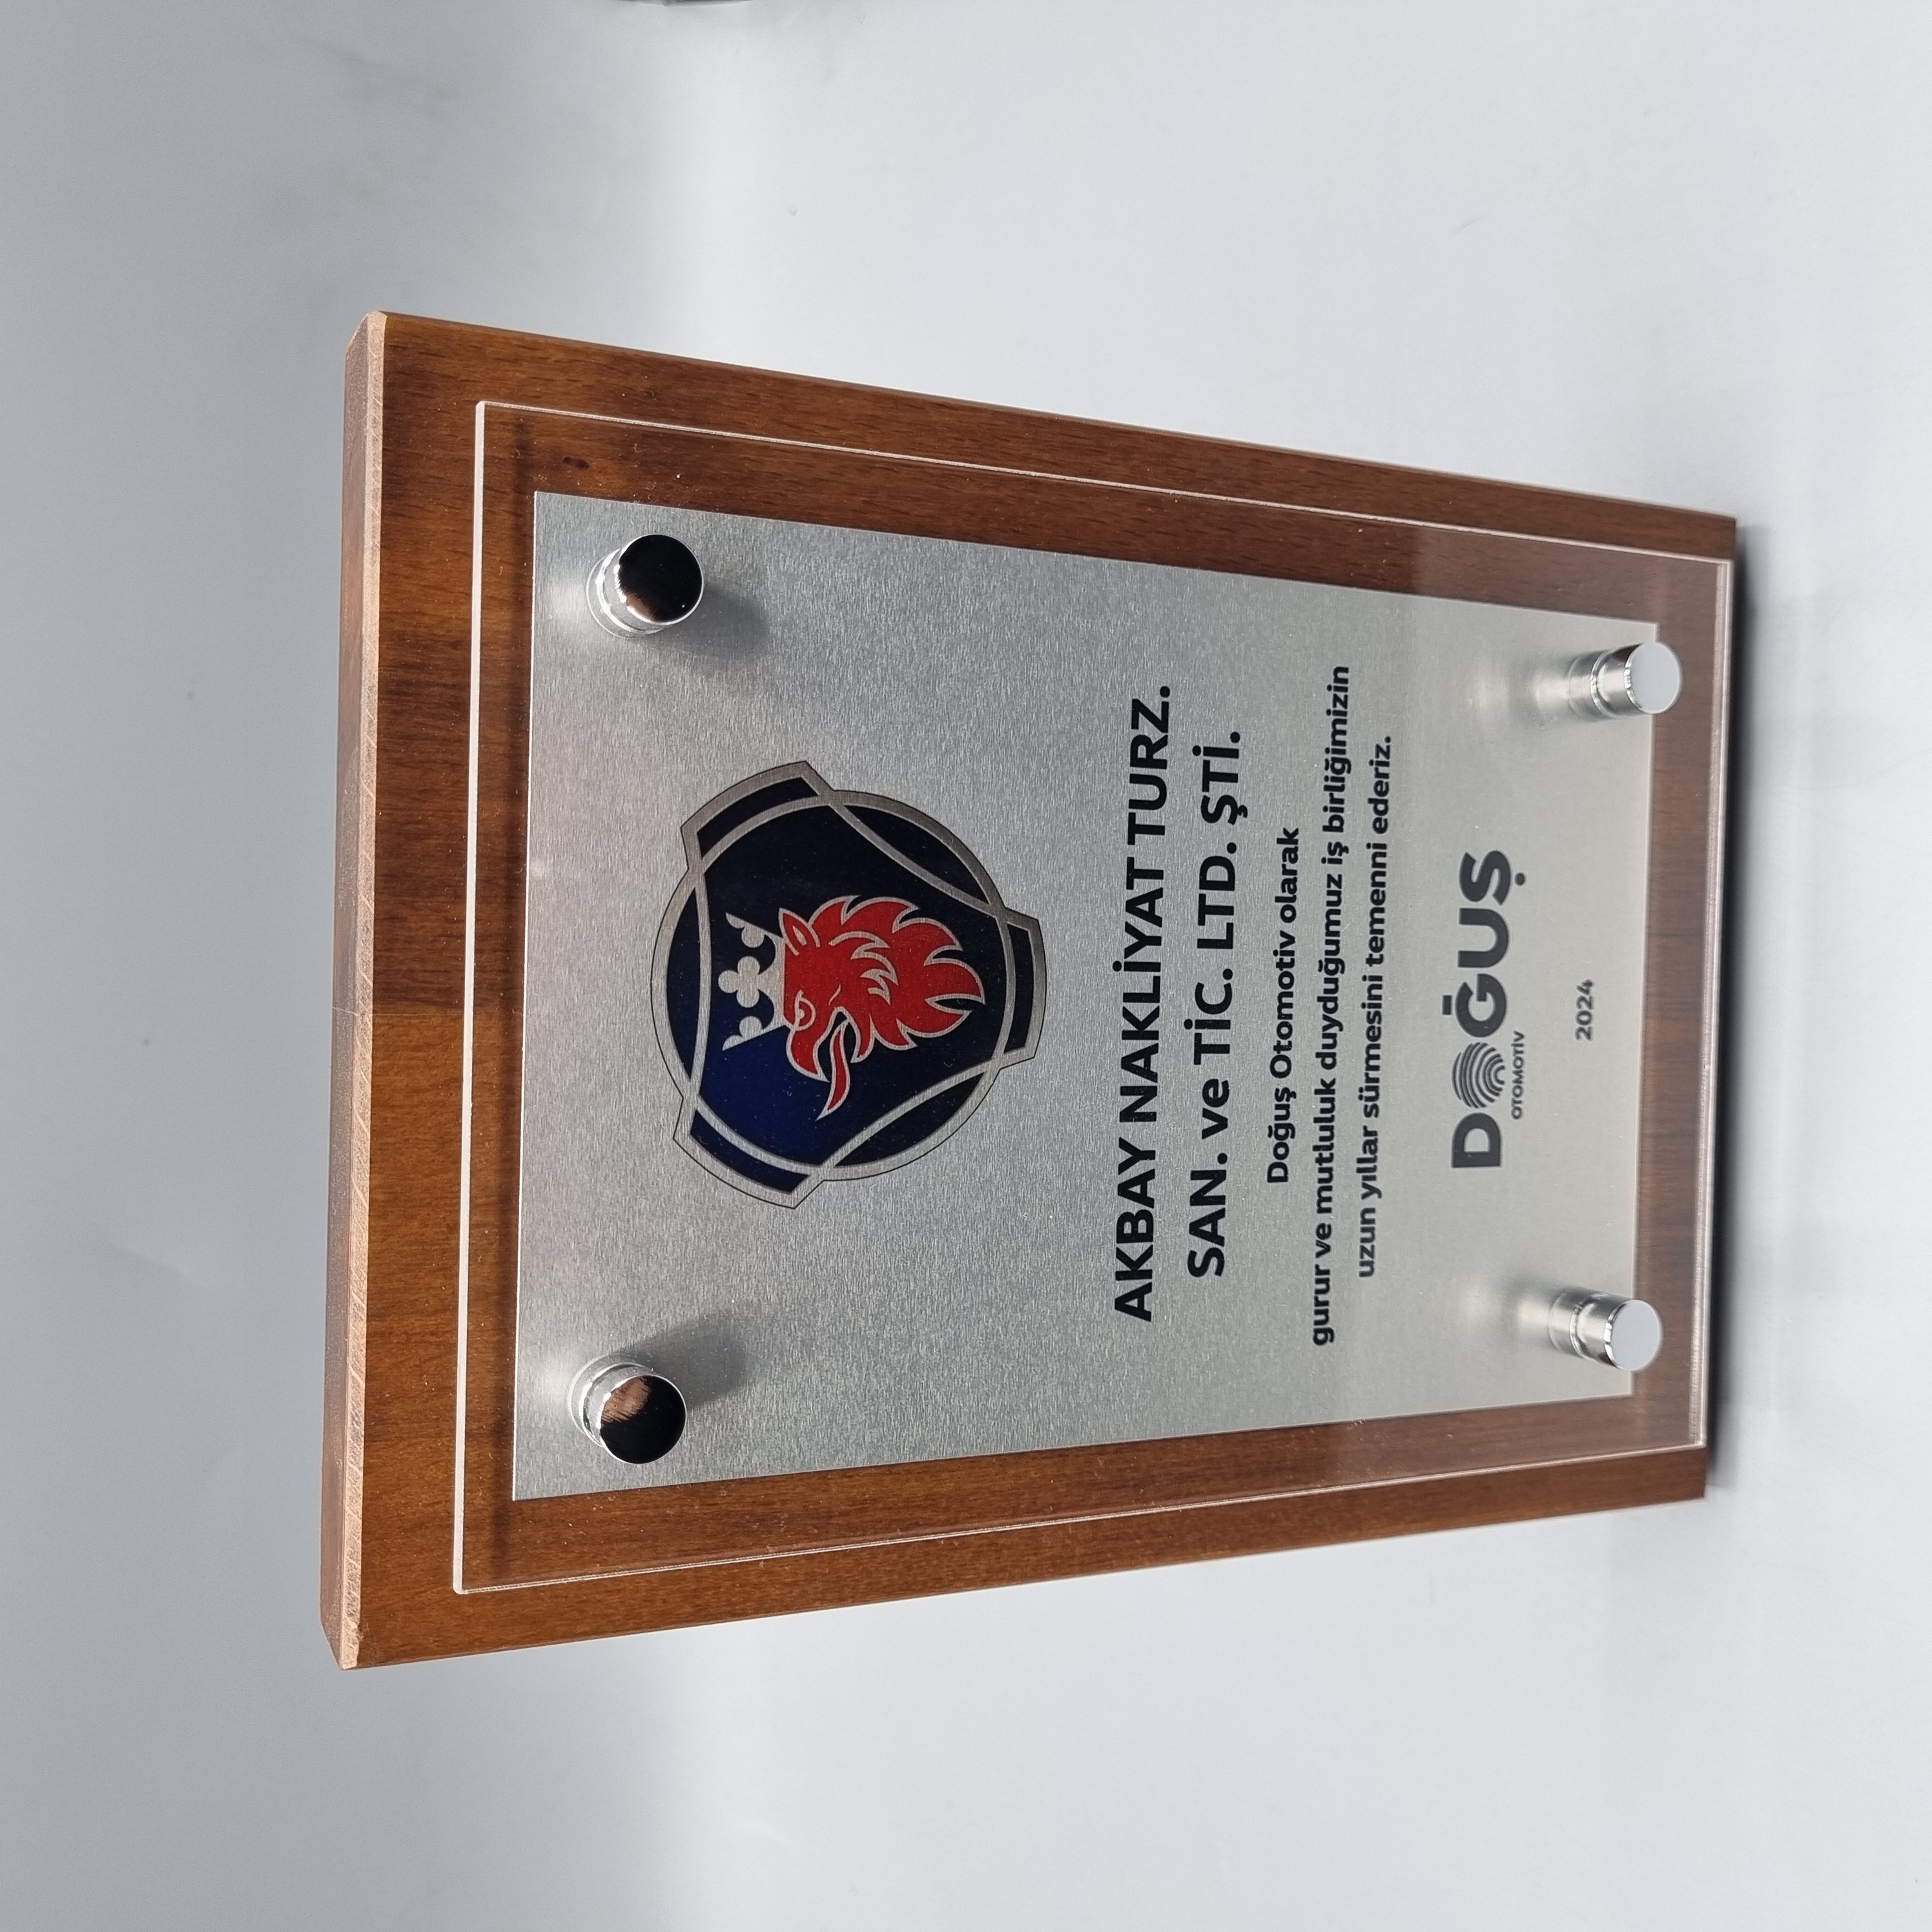 AKBAY NAKLİYAT TURZ.
SAN. ve TİC. LTD. ŞTİ.
Doğuş Otomotiv olarak
gurur ve mutluluk duyduğumuz iş birliğimizin
uzun yıllar sürmesini temenni ederiz.
DOĞUŞ
OTOMOTİV
2024